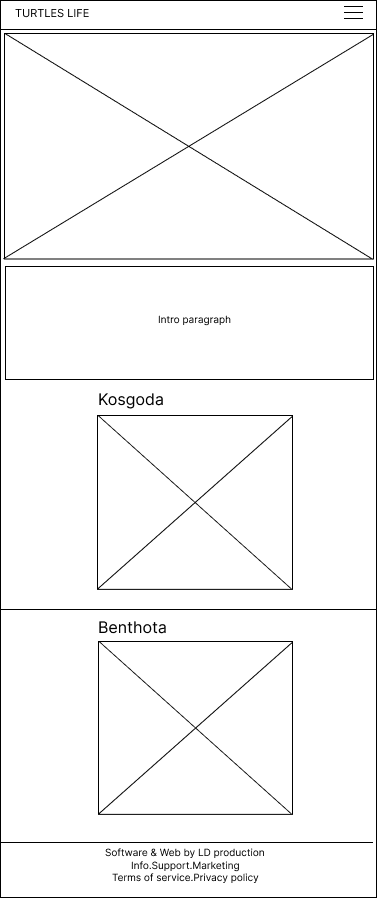 TURTLES LIFE
Intro paragraph
Kosgoda
Benthota
Software & Web by LD production
Info.Support.Marketing
Terms of service.Privacy policy